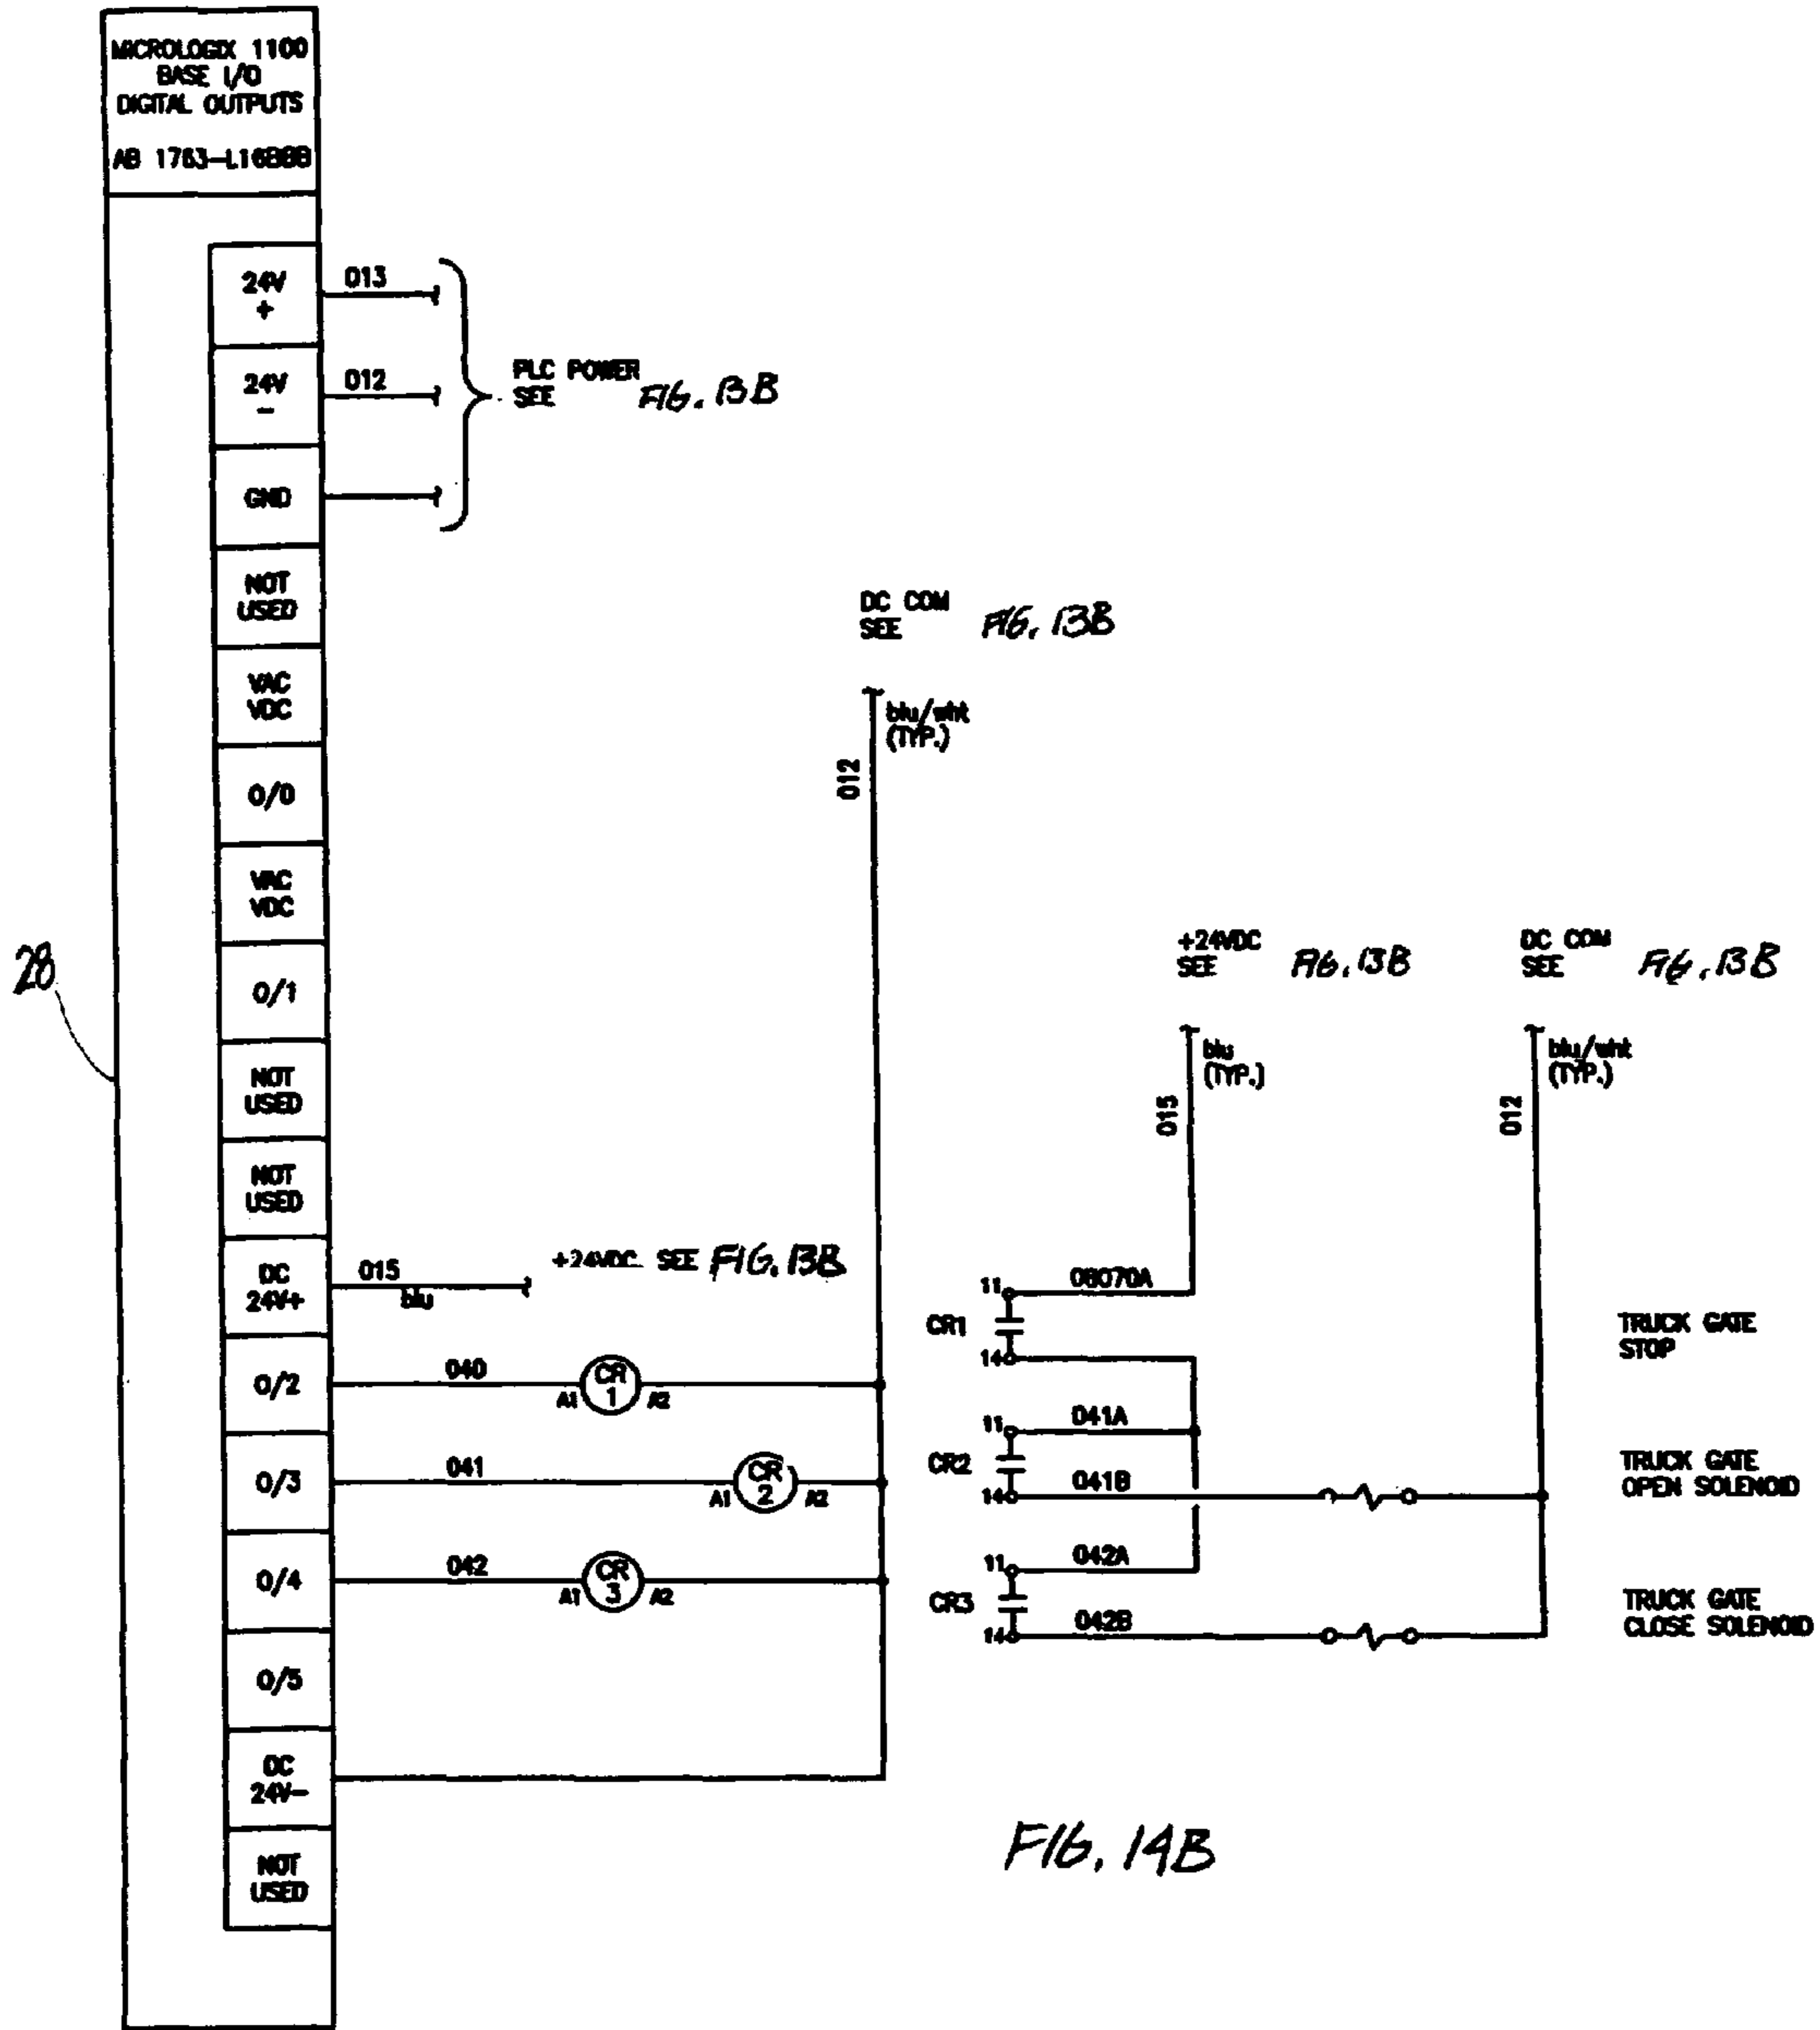 MICROLOGIX 1100
BASE I/O
DIGITAL OUTPUTS
AB 1763-L16BBB
24V
+
013
24V
-
012
PLC POWER
SEE FIG. 13B
GND
NOT
USED
DC COM
SEE FIG. 13B
VAC
VDC
blu/wht
(TYP.)
012
O/0
VAC
VDC
28
O/1
+24VDC
SEE FIG. 13B
DC COM
SEE FIG. 13B
NOT
USED
blu
(TYP.)
015
blu/wht
(TYP.)
012
NOT
USED
DC
24V+
015
blu
+24VDC SEE FIG. 13B
O/2
040
A1 CR 1 A2
O/3
041
A1 CR 2 A2
O/4
042
A1 CR 3 A2
O/5
DC
24V-
NOT
USED
CR1
11
08070A
14
TRUCK GATE
STOP
CR2
11
041A
14
041B
TRUCK GATE
OPEN SOLENOID
CR3
11
042A
14
042B
TRUCK GATE
CLOSE SOLENOID
FIG. 14B